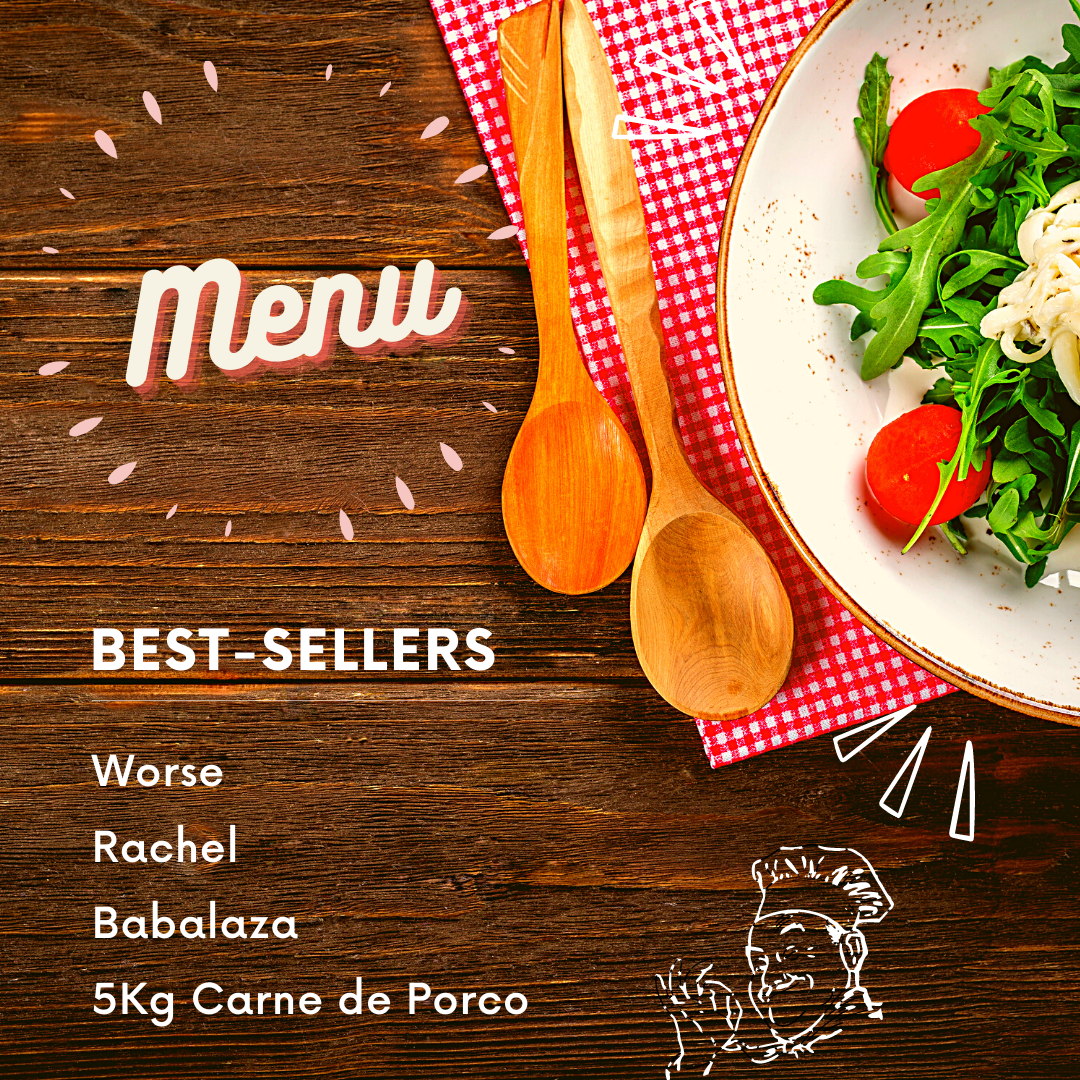 Menu
BEST-SELLERS
Worse
Rachel
Babalaza
5Kg Carne de Porco